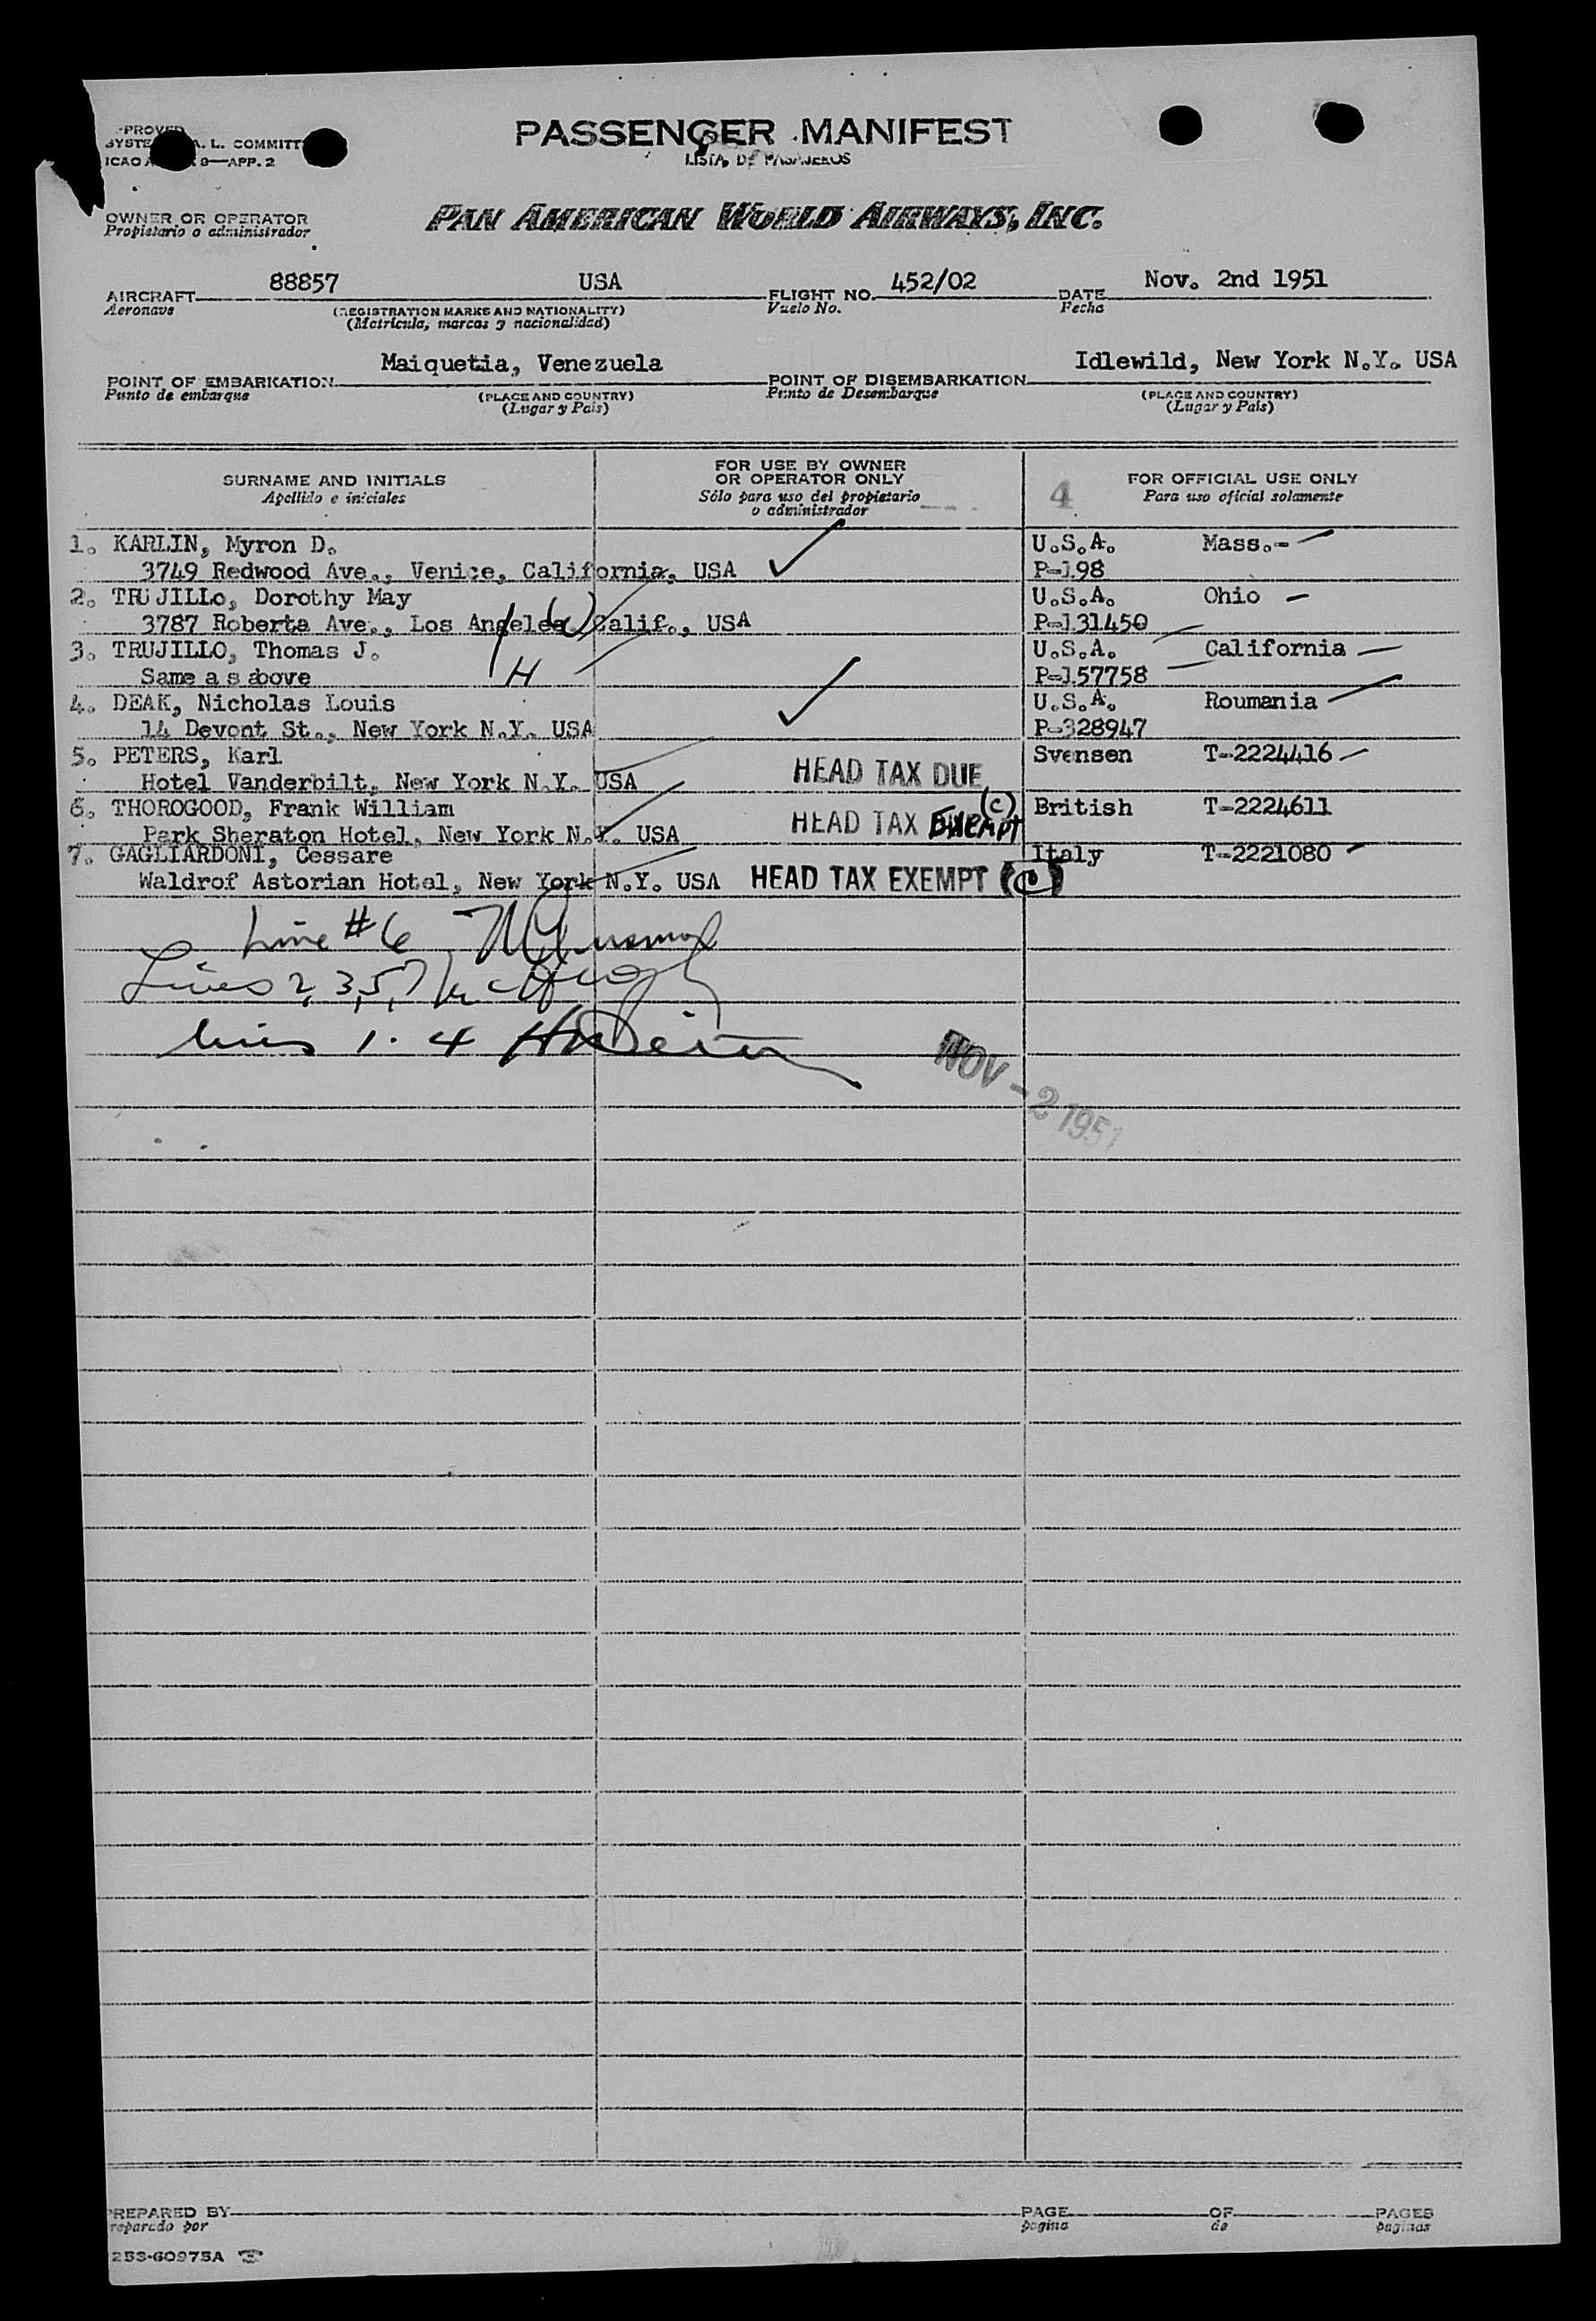 PASSENGER MANIFEST
LISTA DE PASAJEROS
A. L. COMMITT
9—APP. 2
OWNER OR OPERATOR
Propietario o administrador
PAN AMERICAN WORLD AIRWAYS, INC.
AIRCRAFT 88857 USA FLIGHT NO. 452/02 DATE Nov. 2nd 1951
Aeronave (REGISTRATION MARKS AND NATIONALITY) Vuelo No. Fecha
(Matrícula, marcas y nacionalidad)
POINT OF EMBARKATION Maiquetia, Venezuela POINT OF DISEMBARKATION Idlewild, New York N.Y. USA
Punto de embarque (PLACE AND COUNTRY) Punto de Desembarque (PLACE AND COUNTRY)
(Lugar y País) (Lugar y País)
SURNAME AND INITIALS FOR USE BY OWNER OR OPERATOR ONLY 4 FOR OFFICIAL USE ONLY
Apellido e iniciales Sólo para uso del propietario o administrador Para uso oficial solamente
1. KARLIN, Myron D. U.S.A. Mass.-
3749 Redwood Ave., Venice, California, USA P-198
2. TRUJILLo, Dorothy May U.S.A. Ohio
3787 Roberta Ave., Los Angeles, Calif., USA P-131450
3. TRUJILLO, Thomas J. U.S.A. California
Same a s above H P-157758
4. DEAK, Nicholas Louis U.S.A. Roumania
14 Devont St., New York N.Y. USA P-328947
5. PETERS, Karl Svensen T-2224416
Hotel Vanderbilt, New York N.Y. USA HEAD TAX DUE
6. THOROGOOD, Frank William (c) British T-2224611
Park Sheraton Hotel, New York N.Y. USA HEAD TAX Exempt
7. GAGLIARDONI, Cessare Italy T-2221080
Waldrof Astorian Hotel, New York N.Y. USA HEAD TAX EXEMPT (C)
Line #6
Lines 2, 3, 5, 7
lines 1. 4
NOV - 2 1951
PREPARED BY PAGE OF PAGES
reparado por pagina de paginas
253-60975A